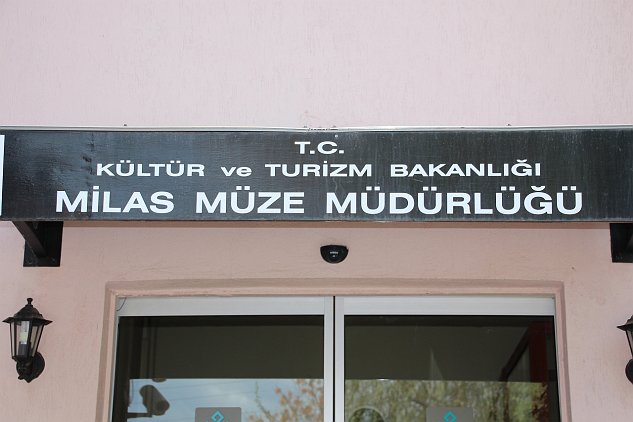 T.C.
KÜLTÜR ve TURİZM BAKANLIĞI
MİLAS MÜZE MÜDÜRLÜĞÜ